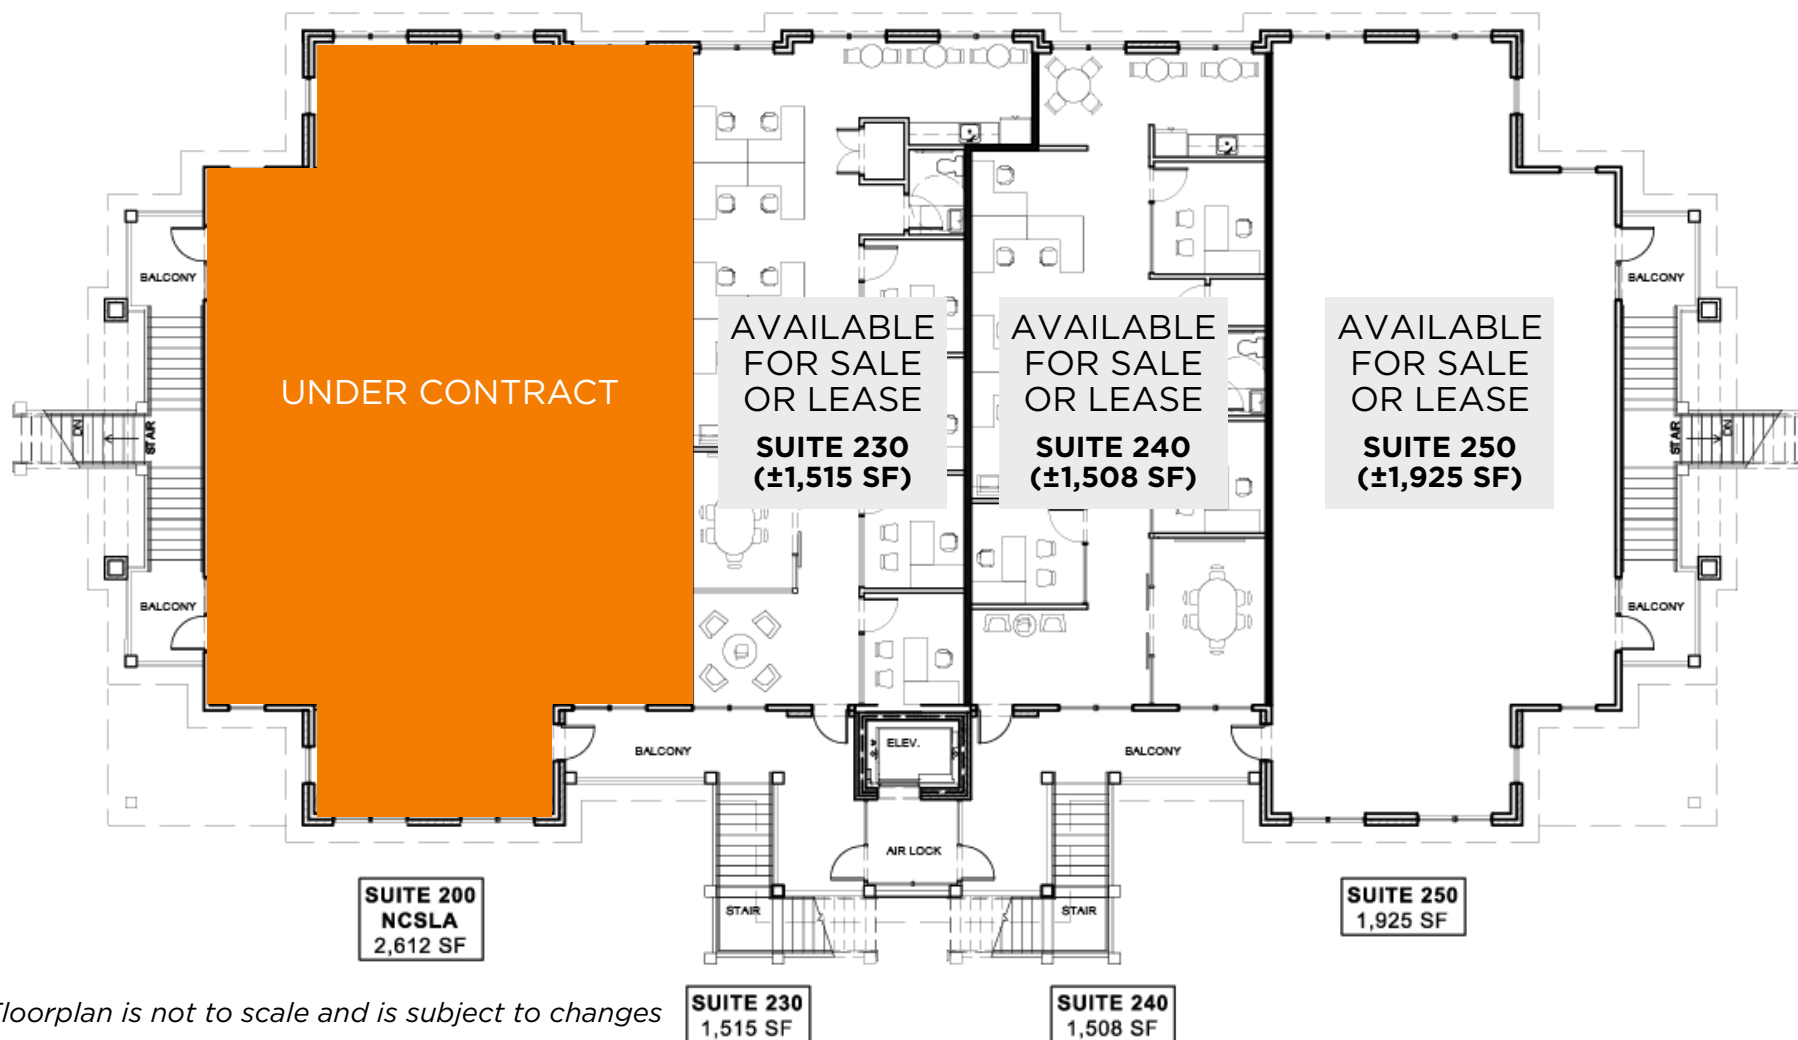 UNDER CONTRACT
AVAILABLE
FOR SALE
OR LEASE
SUITE 230
(±1,515 SF)
AVAILABLE
FOR SALE
OR LEASE
SUITE 240
(±1,508 SF)
AVAILABLE
FOR SALE
OR LEASE
SUITE 250
(±1,925 SF)
BALCONY
DN
STAIR
BALCONY
BALCONY
STAIR
DN
BALCONY
BALCONY
ELEV.
BALCONY
AIR LOCK
STAIR
STAIR
SUITE 200
NCSLA
2,612 SF
SUITE 250
1,925 SF
SUITE 230
1,515 SF
SUITE 240
1,508 SF
Floorplan is not to scale and is subject to changes